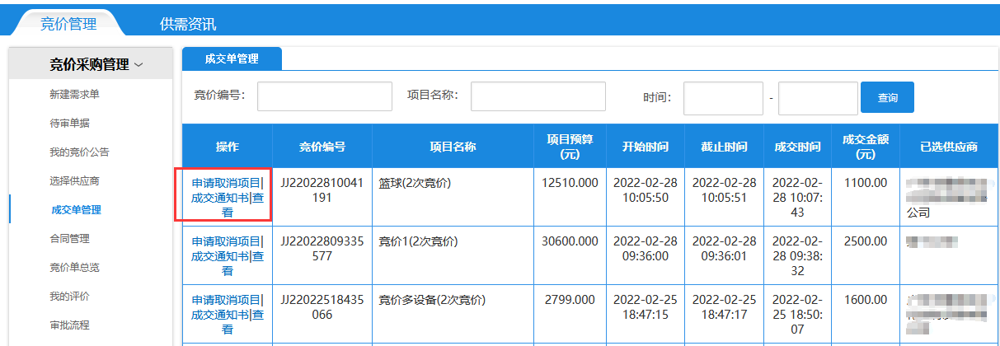 竞价管理
供需资讯
竞价采购管理
新建需求单
待审单据
我的竞价公告
选择供应商
成交单管理
合同管理
竞价单总览
我的评价
审批流程
成交单管理
竞价编号:
项目名称:
时间:
-
查询
操作
竞价编号
项目名称
项目预算
(元)
开始时间
截止时间
成交时间
成交金额
(元)
已选供应商
申请取消项目|
成交通知书|查
看
JJ22022810041
191
篮球(2次竞价)
12510.000
2022-02-28
10:05:50
2022-02-28
10:05:51
2022-02-
28 10:07:
43
1100.00
公司
申请取消项目|
成交通知书|查
看
JJ22022809335
577
竞价1(2次竞价)
30600.000
2022-02-28
09:36:00
2022-02-28
09:36:01
2022-02-
28 09:38:
32
2500.00
申请取消项目|
成交通知书|查
看
JJ22022518435
066
竞价多设备(2次竞价)
2799.000
2022-02-25
18:47:15
2022-02-25
18:47:17
2022-02-
25 18:50:
07
1600.00